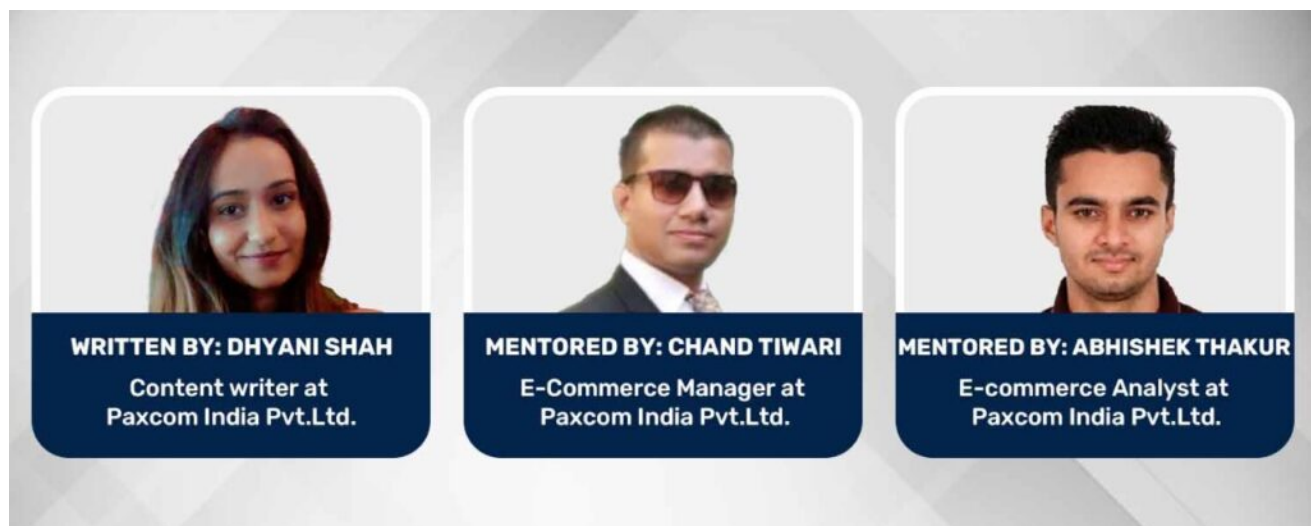 WRITTEN BY: DHYANI SHAH
Content writer at
Paxcom India Pvt.Ltd.
MENTORED BY: CHAND TIWARI
E-Commerce Manager at
Paxcom India Pvt.Ltd.
MENTORED BY: ABHISHEK THAKUR
E-commerce Analyst at
Paxcom India Pvt.Ltd.